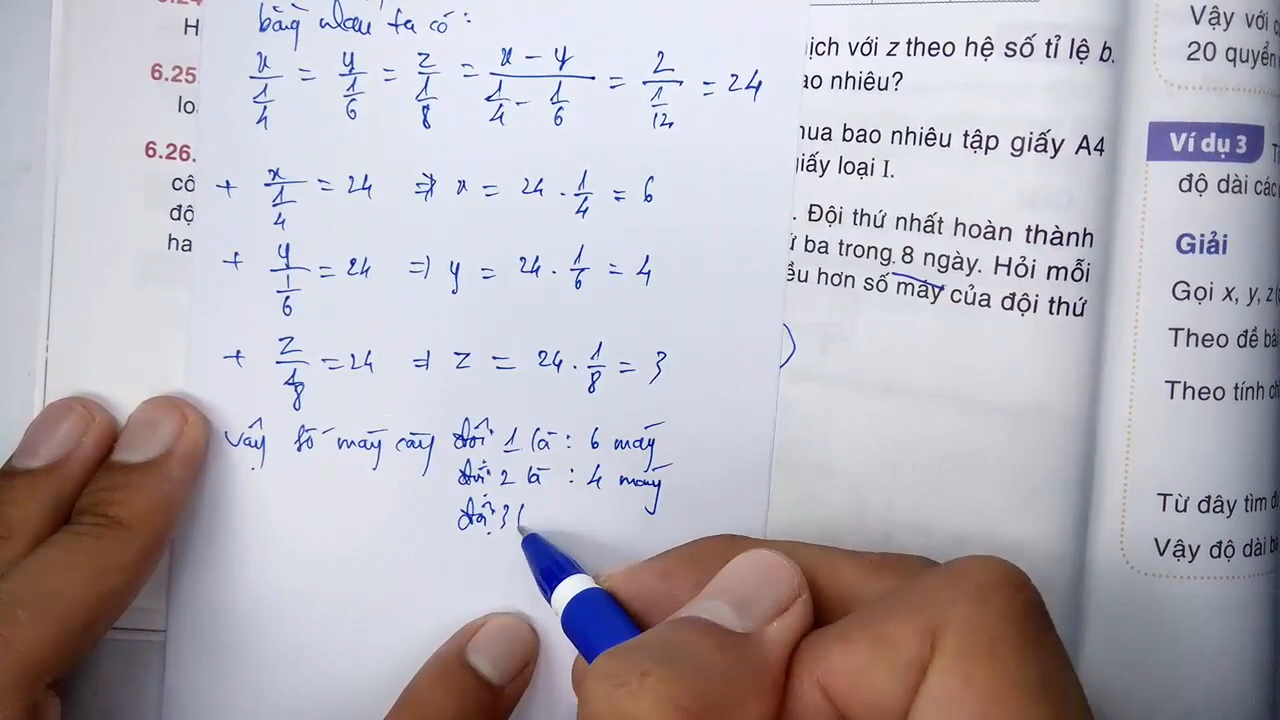 bằng nhau ta có:
x/(1/4) = y/(1/6) = z/(1/8) = (x - y)/(1/4 - 1/6) = 2/(1/12) = 24
+ x/(1/4) = 24 ⇒ x = 24 . 1/4 = 6
+ y/(1/6) = 24 ⇒ y = 24 . 1/6 = 4
+ z/(1/8) = 24 ⇒ z = 24 . 1/8 = 3
Vậy số máy cày đội 1 là : 6 máy
đội 2 là : 4 máy
đội 3 l
H
6.25
lo
6.26.
cô
độ
ha
ịch với z theo hệ số tỉ lệ b.
ao nhiêu?
mua bao nhiêu tập giấy A4
giấy loại I.
. Đội thứ nhất hoàn thành
ứ ba trong 8 ngày. Hỏi mỗi
ều hơn số máy của đội thứ
Vậy với
20 quyển
Ví dụ 3
độ dài các
Giải
Gọi x, y, z
Theo đề bài
Theo tính
Từ đây tìm
Vậy độ dài